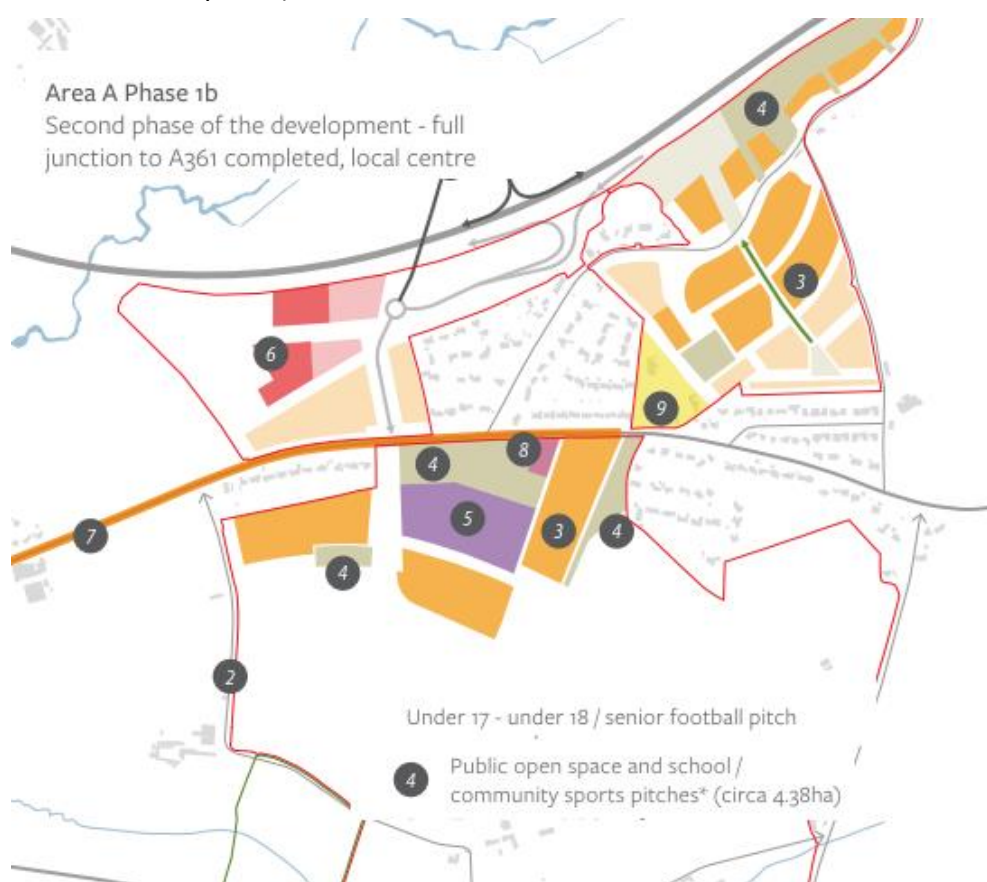 Area A Phase 1b
Second phase of the development - full
junction to A361 completed, local centre
4
3
6
9
8
4
5
7
3
4
4
2
Under 17 - under 18 / senior football pitch
4
Public open space and school /
community sports pitches* (circa 4.38ha)